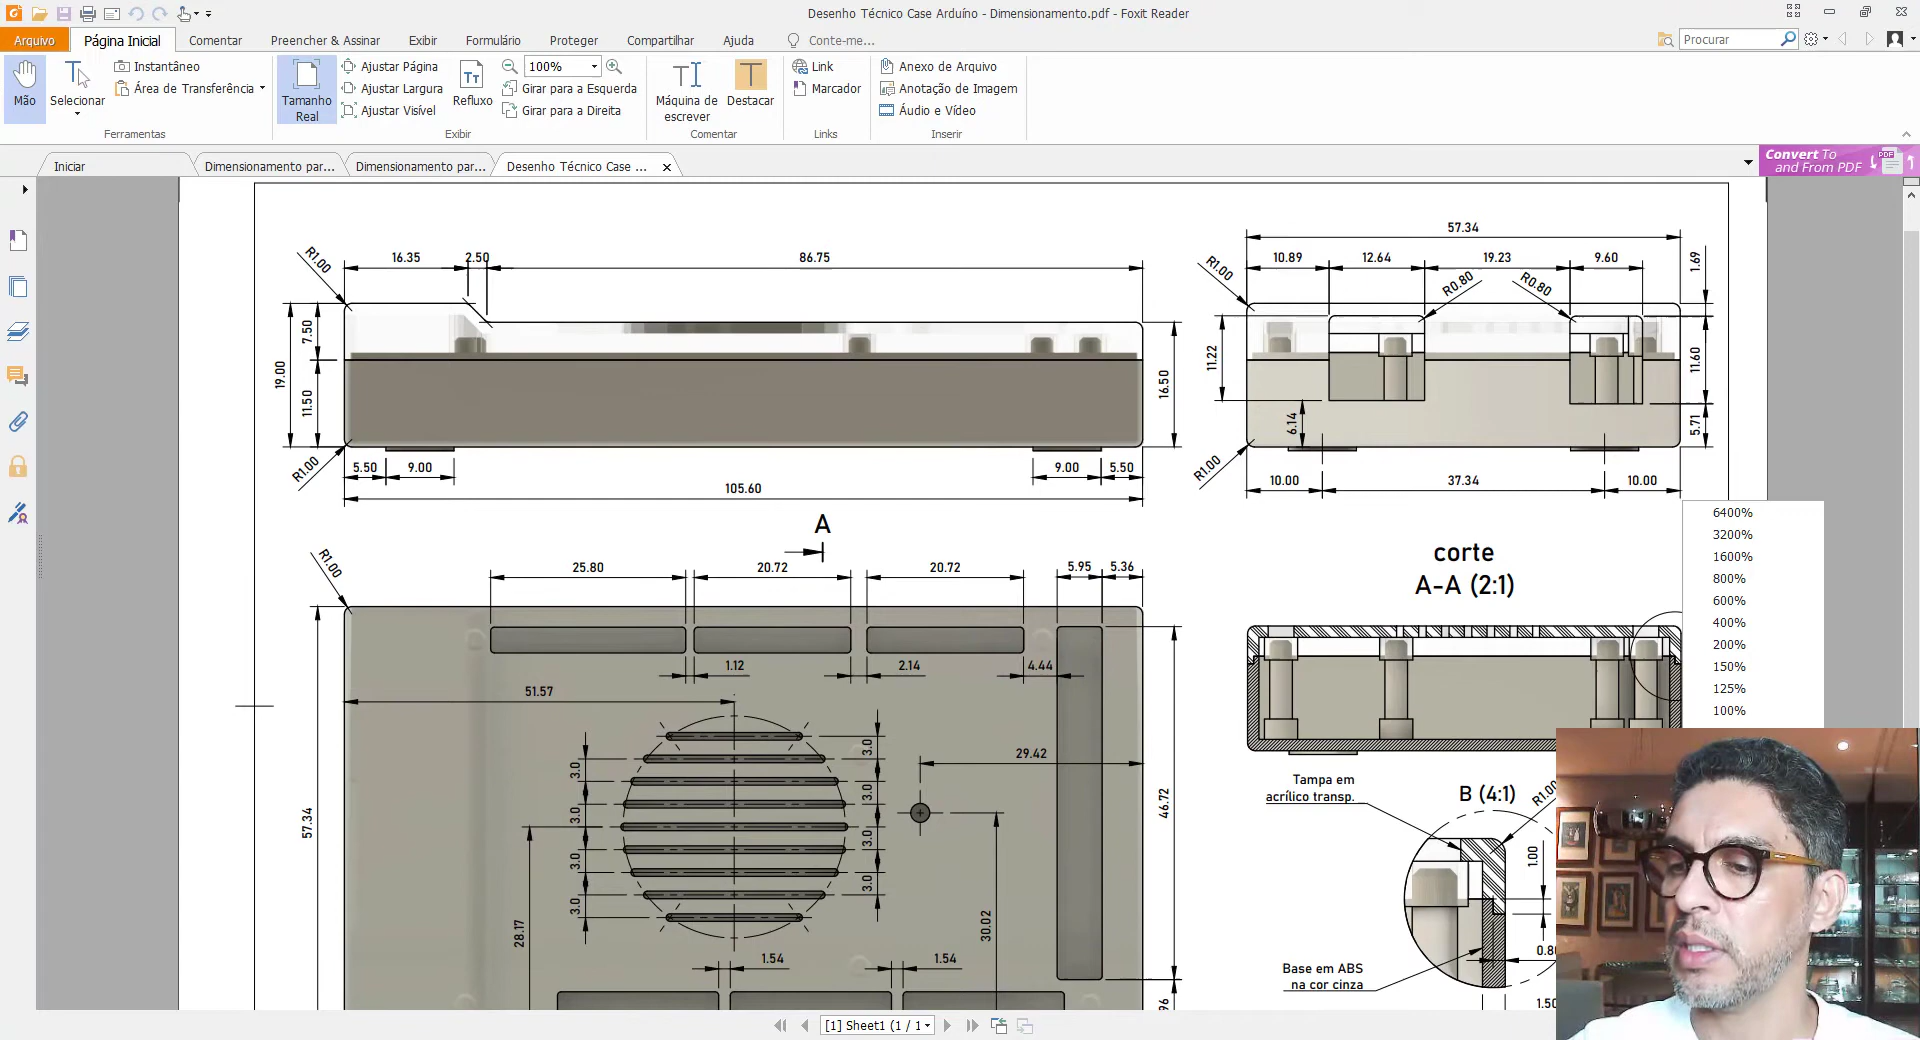 Desenho Técnico Case Arduíno - Dimensionamento.pdf - Foxit Reader
Arquivo
Página Inicial
Comentar
Preencher & Assinar
Exibir
Formulário
Proteger
Compartilhar
Ajuda
Conte-me...
Procurar
Mão
Selecionar
Instantâneo
Área de Transferência
Ferramentas
Tamanho
Real
Ajustar Página
Ajustar Largura
Ajustar Visível
Refluxo
100%
Girar para a Esquerda
Girar para a Direita
Exibir
Máquina de
escrever
Destacar
Comentar
Link
Marcador
Links
Anexo de Arquivo
Anotação de Imagem
Áudio e Vídeo
Inserir
Iniciar
Dimensionamento par...
Dimensionamento par...
Desenho Técnico Case ...
Convert To
and From PDF
R1.00
16.35
2.50
86.75
19.00
7.50
11.50
16.50
R1.00
5.50
9.00
9.00
5.50
105.60
57.34
R1.00
10.89
12.64
19.23
9.60
1.69
R0.80
R0.80
11.22
11.60
6.14
5.71
R1.00
10.00
37.34
10.00
A
R1.00
25.80
20.72
20.72
5.95
5.36
1.12
2.14
4.44
51.57
57.34
3.0
3.0
3.0
3.0
3.0
3.0
3.0
3.0
29.42
46.72
28.17
30.02
1.54
1.54
96
corte
A-A (2:1)
Tampa em
acrílico transp.
B (4:1)
R1.00
1.00
Base em ABS
na cor cinza
0.80
1.50
6400%
3200%
1600%
800%
600%
400%
200%
150%
125%
100%
[1] Sheet1 (1 / 1